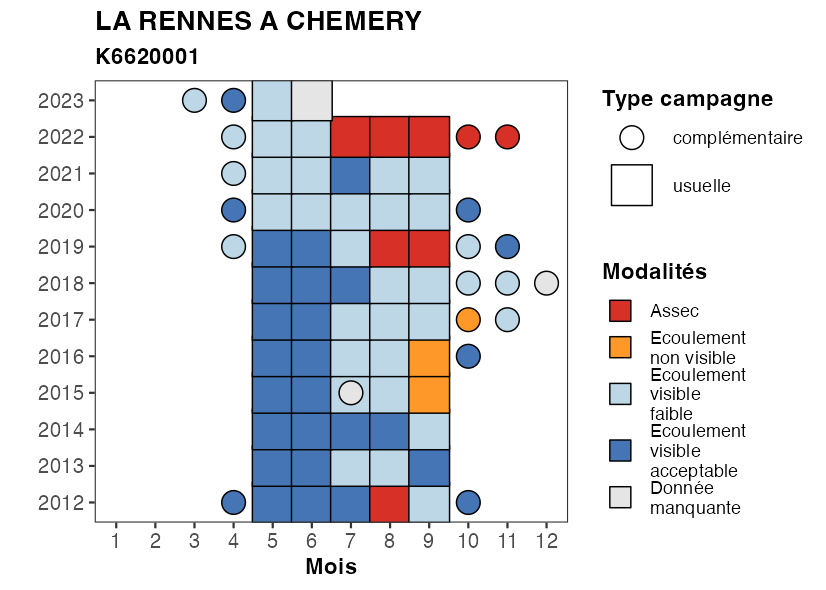 LA RENNES A CHEMERY
K6620001
2023
2022
2021
2020
2019
2018
2017
2016
2015
2014
2013
2012
1 2 3 4 5 6 7 8 9 10 11 12
Mois
Type campagne
complémentaire
usuelle
Modalités
Assec
Ecoulement
non visible
Ecoulement
visible
faible
Ecoulement
visible
acceptable
Donnée
manquante